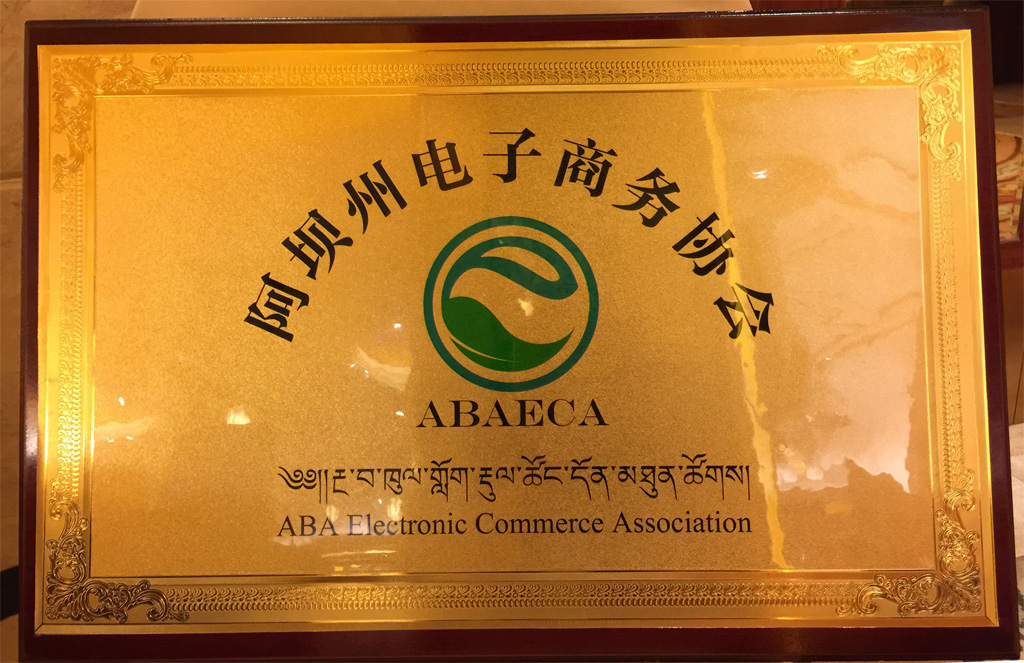 阿坝州电子商务协会
ABAECA
༄༅།།རྔ་བ་ཁུལ་གློག་རྡུལ་ཚོང་དོན་མཐུན་ཚོགས།
ABA Electronic Commerce Association